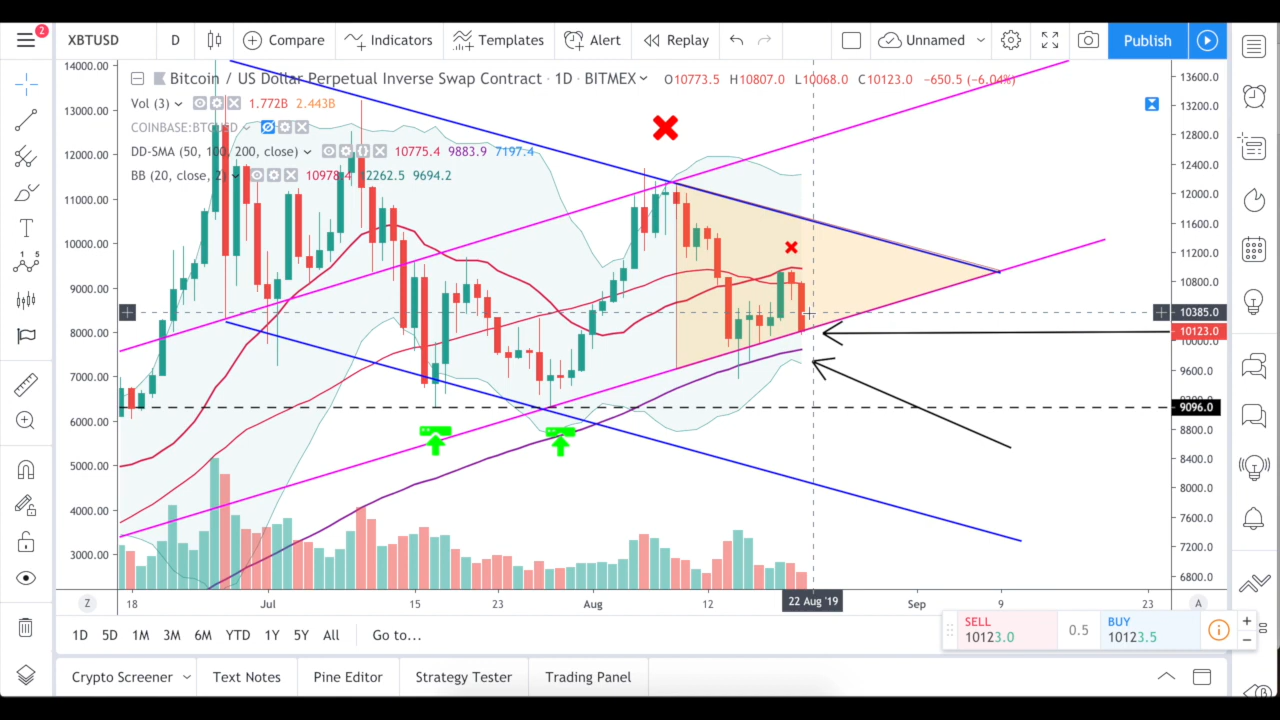 2
XBTUSD
D
Compare
Indicators
Templates
Alert
Replay
Unnamed
Publish
Bitcoin / US Dollar Perpetual Inverse Swap Contract · 1D · BITMEX
O10773.5 H10807.0 L10068.0 C10123.0 −650.5 (−6.04%)
Vol (3) 1.772B 2.443B
COINBASE:BTCUSD
DD-SMA (50, 100, 200, close) 10775.4 9883.9 7197.4
BB (20, close, 2) 10978.4 12262.5 9694.2
14000.00
13000.00
12000.00
11000.00
10000.00
9000.00
8000.00
7000.00
6000.00
5000.00
4000.00
3000.00
13600.0
13200.0
12800.0
12400.0
12000.0
11600.0
11200.0
10800.0
10385.0
10123.0
10000.0
9600.0
9096.0
8800.0
8400.0
8000.0
7600.0
7200.0
6800.0
Z
18
Jul
15
23
Aug
12
22 Aug '19
Sep
9
23
A
1D 5D 1M 3M 6M YTD 1Y 5Y All Go to...
SELL
10123.0
0.5
BUY
10123.5
Crypto Screener
Text Notes
Pine Editor
Strategy Tester
Trading Panel